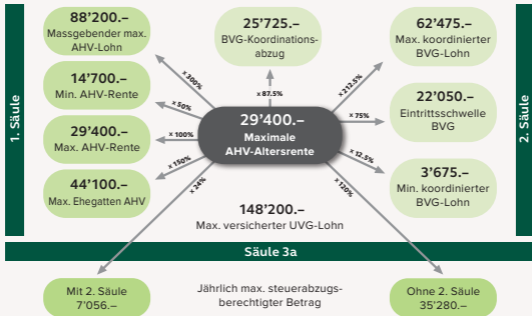 88’200.–
Massgebender max.
AHV-Lohn
25’725.–
BVG-Koordinations-
abzug
62’475.–
Max. koordinierter
BVG-Lohn
x 300%
x 87.5%
x 212.5%
1. Säule
2. Säule
14’700.–
Min. AHV-Rente
x 50%
29’400.–
Maximale
AHV-Altersrente
x 75%
22’050.–
Eintrittsschwelle
BVG
29’400.–
Max. AHV-Rente
x 100%
44’100.–
Max. Ehegatten AHV
x 150%
x 12.5%
3’675.–
Min. koordinierter
BVG-Lohn
x 24%
x 120%
148’200.–
Max. versicherter UVG-Lohn
Säule 3a
Mit 2. Säule
7’056.–
Jährlich max. steuerabzugs-
berechtigter Betrag
Ohne 2. Säule
35’280.–